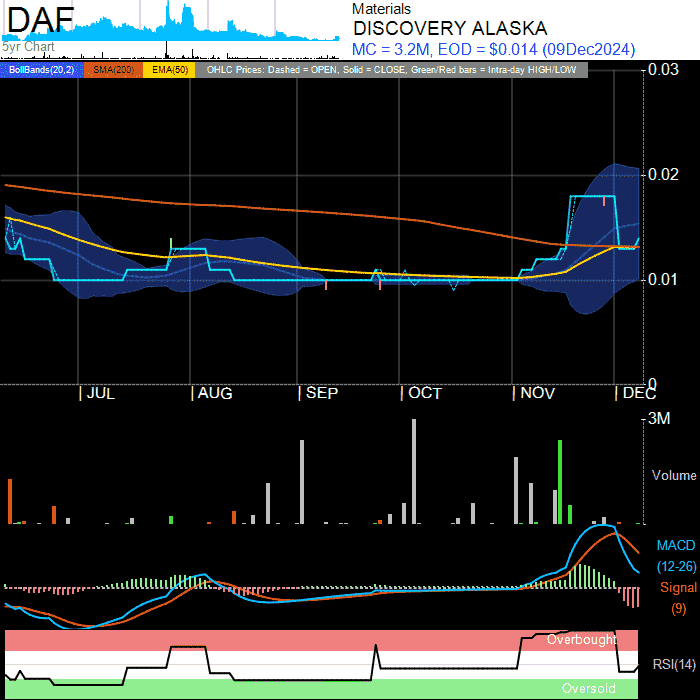 DAF
5yr Chart
Materials
DISCOVERY ALASKA
MC = 3.2M, EOD = $0.014 (09Dec2024)
BollBands(20,2) SMA(200) EMA(50) OHLC Prices: Dashed = OPEN, Solid = CLOSE, Green/Red bars = Intra-day HIGH/LOW
0.03
0.02
0.01
0
JUL AUG SEP OCT NOV DEC
3M
Volume
MACD
(12-26)
Signal
(9)
Overbought
RSI(14)
Oversold